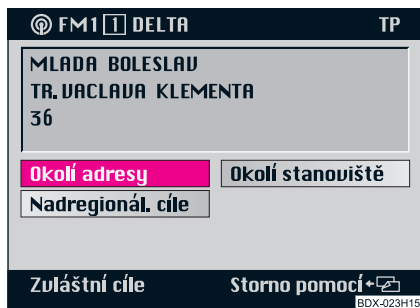 FM1 1 DELTA TP
MLADA BOLESLAV
TR. VACLAVA KLEMENTA
36
Okolí adresy Okolí stanoviště
Nadregionál. cíle
Zvláštní cíle Storno pomocí
BDX-023H15